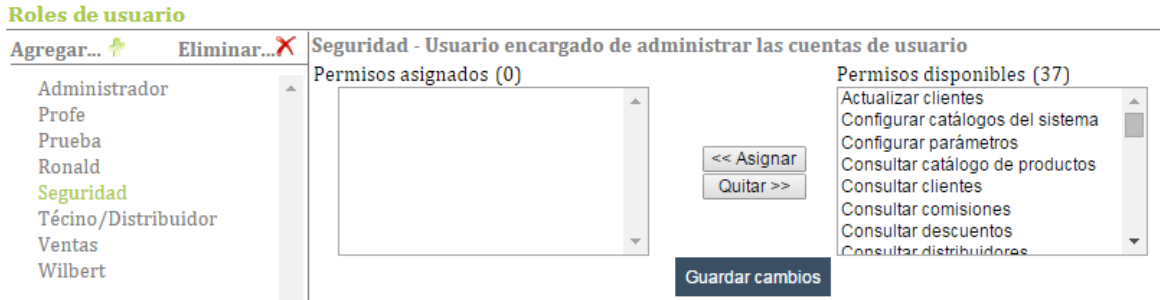 Roles de usuario
Agregar... Eliminar...
Administrador
Profe
Prueba
Ronald
Seguridad
Técino/Distribuidor
Ventas
Wilbert
Seguridad - Usuario encargado de administrar las cuentas de usuario
Permisos asignados (0)
<< Asignar
Quitar >>
Permisos disponibles (37)
Actualizar clientes
Configurar catálogos del sistema
Configurar parámetros
Consultar catálogo de productos
Consultar clientes
Consultar comisiones
Consultar descuentos
Consultar distribuidores
Guardar cambios